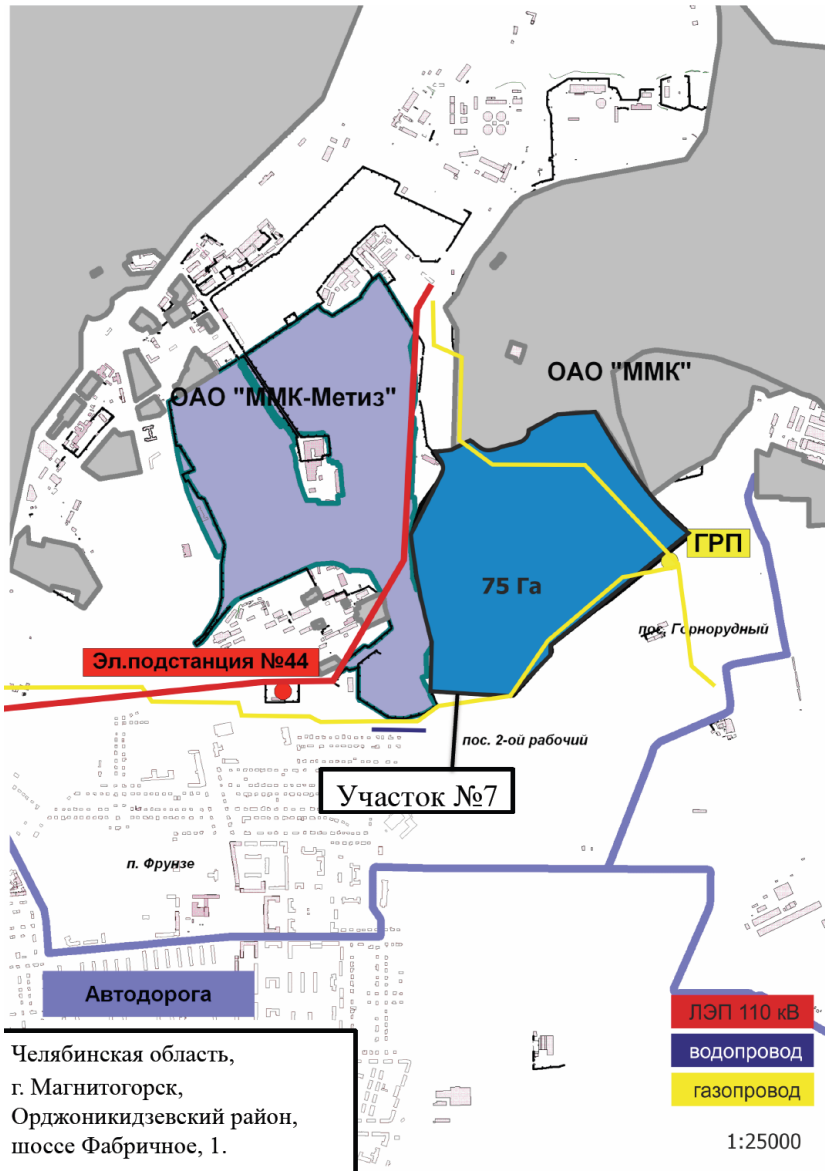 ОАО "ММК"
ОАО "ММК-Метиз"
ГРП
75 Га
пос. Горнорудный
Эл.подстанция №44
пос. 2-ой рабочий
Участок №7
п. Фрунзе
Автодорога
ЛЭП 110 кВ
водопровод
газопровод
1:25000
Челябинская область,
г. Магнитогорск,
Орджоникидзевский район,
шоссе Фабричное, 1.